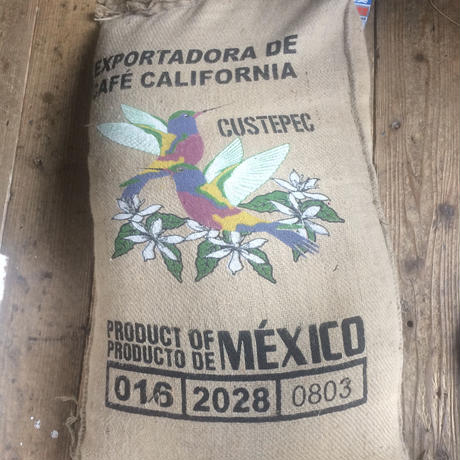 EXPORTADORA DE
CAFÉ CALIFORNIA
CUSTEPEC
PRODUCT OF
PRODUCTO DE
MÉXICO
016 2028 0803